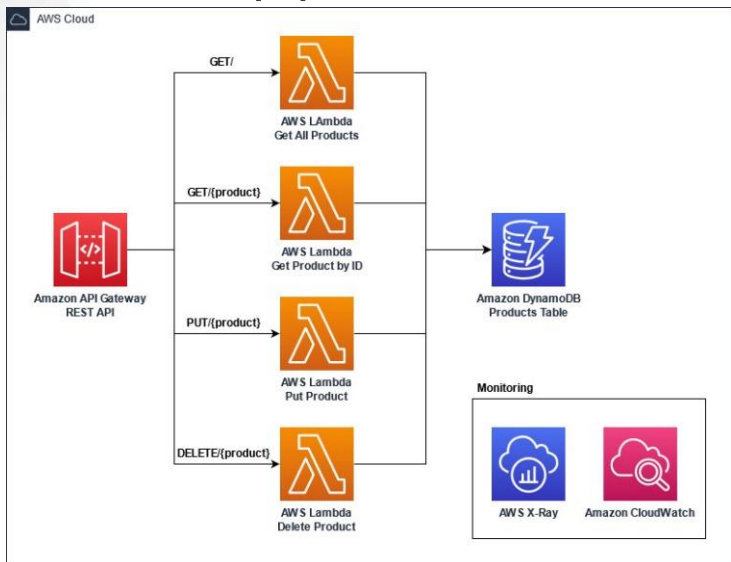 AWS Cloud
GET/
AWS LAmbda
Get All Products
GET/{product}
AWS Lambda
Get Product by ID
Amazon API Gateway
REST API
Amazon DynamoDB
Products Table
PUT/{product}
AWS Lambda
Put Product
Monitoring
DELETE/{product}
AWS Lambda
Delete Product
AWS X-Ray
Amazon CloudWatch